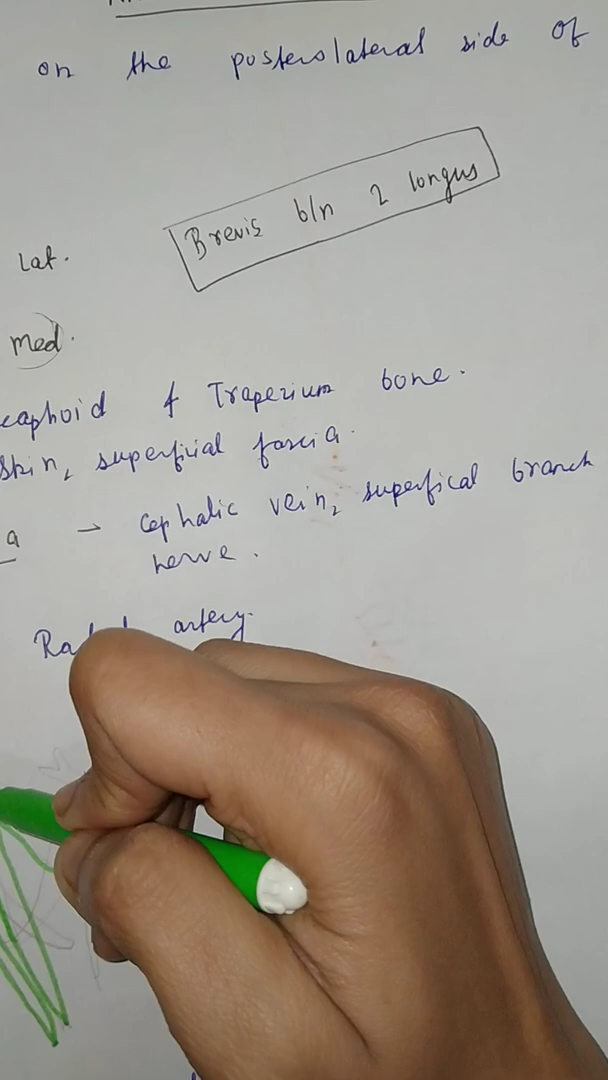 on the posterolateral side of
Brevis b/n 2 longus
Lat.
Med.
caphoid & Trapezium bone.
Skin, superficial fascia.
a → cephalic vein, superfical branch
nerve.
artery.